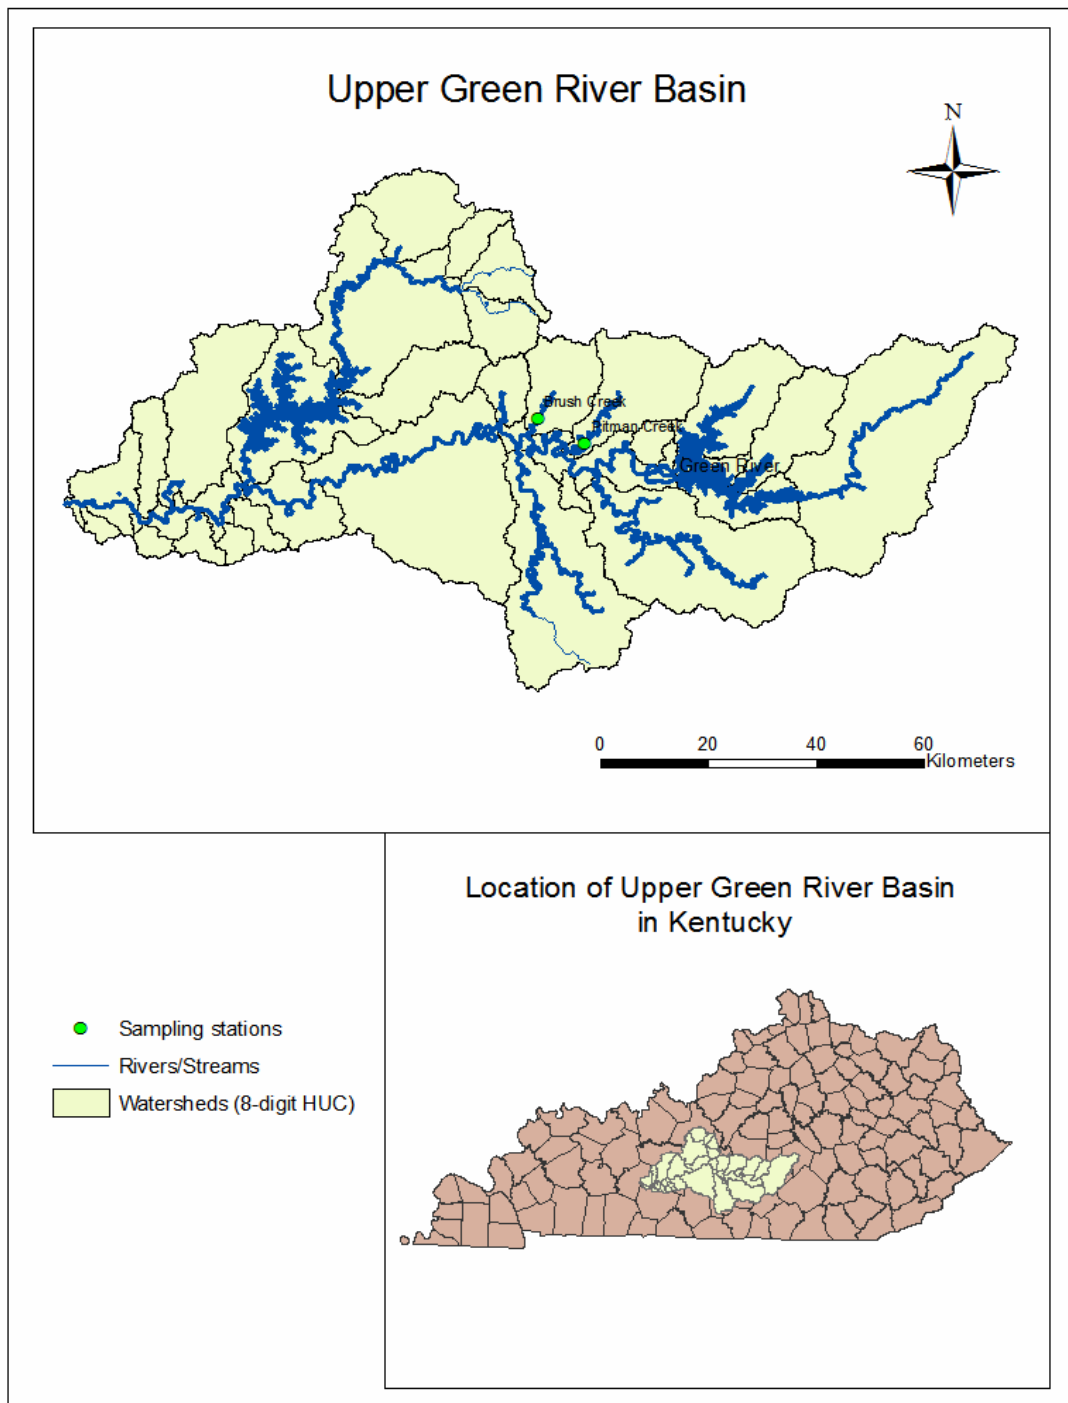 Upper Green River Basin
N
Brush Creek
Pitman Creek
Green River
0 20 40 60
Kilometers
Location of Upper Green River Basin
in Kentucky
Sampling stations
Rivers/Streams
Watersheds (8-digit HUC)